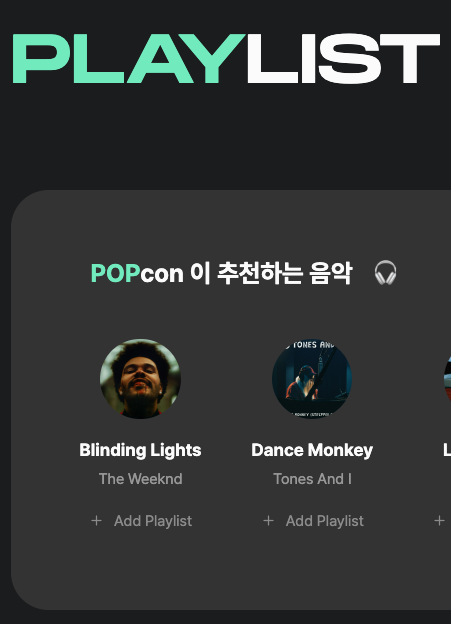 PLAYLIST
POPcon 이 추천하는 음악
TONES AND
Blinding Lights
Dance Monkey
L
The Weeknd
Tones And I
+ Add Playlist
+ Add Playlist
+